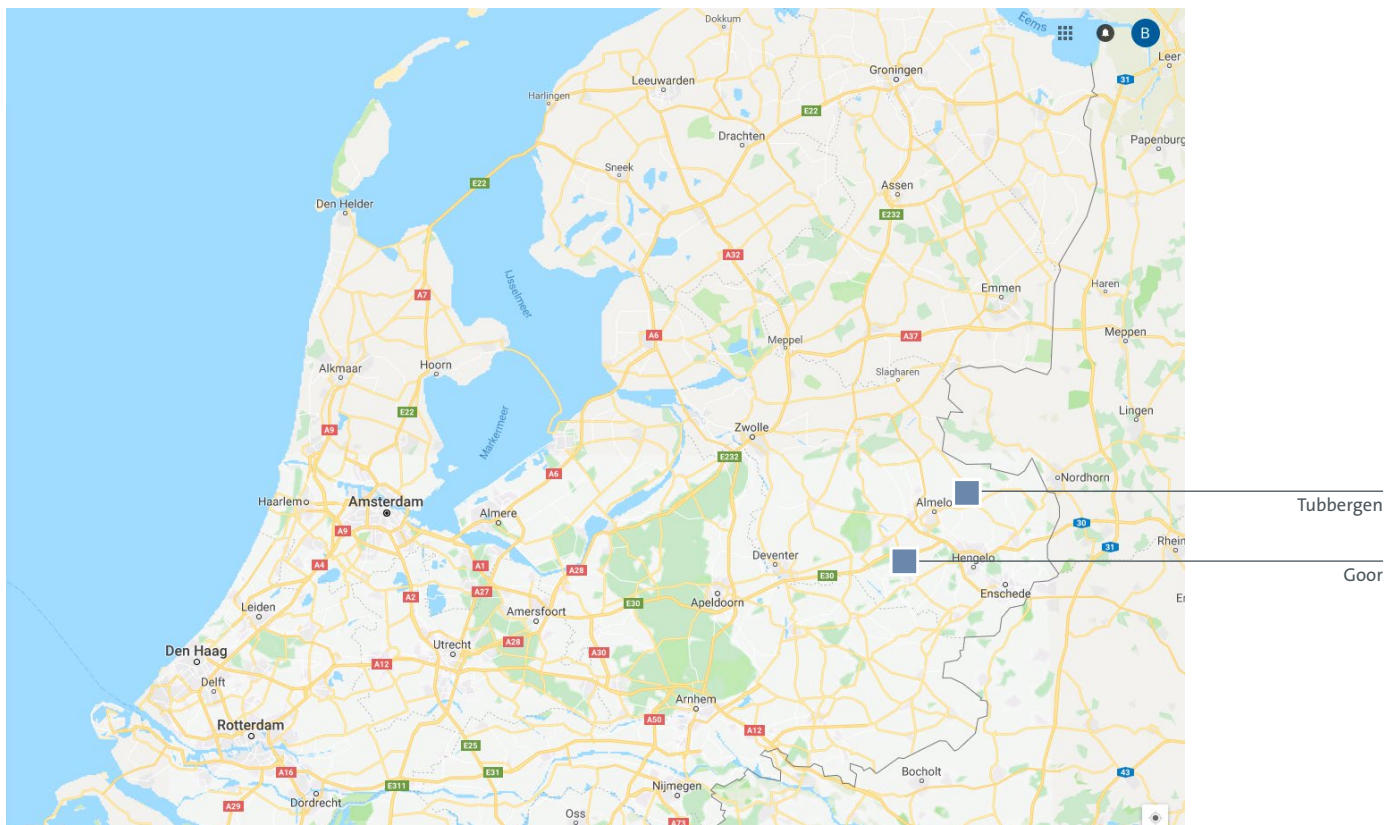 Dokkum
Eems
B
Leer
Groningen
31
Leeuwarden
Harlingen
E22
Drachten
Papenburg
Sneek
E22
Assen
Den Helder
E232
A32
IJsselmeer
Haren
Emmen
A7
Meppen
A6
A37
Meppel
Alkmaar
Hoorn
Slagharen
Lingen
E22
Markermeer
A9
Zwolle
E232
A6
Nordhorn
Haarlem
Amsterdam
Almelo
Tubbergen
Almere
30
A9
Rhein
31
Deventer
Hengelo
A4
A1
A28
E30
Goor
A27
Enschede
A2
E30
Apeldoorn
Leiden
Amersfoort
A28
Utrecht
Den Haag
A30
A12
Delft
Arnhem
Rotterdam
A50
A12
E25
E31
A16
Bocholt
43
E311
Nijmegen
Dordrecht
A29
Oss
A73